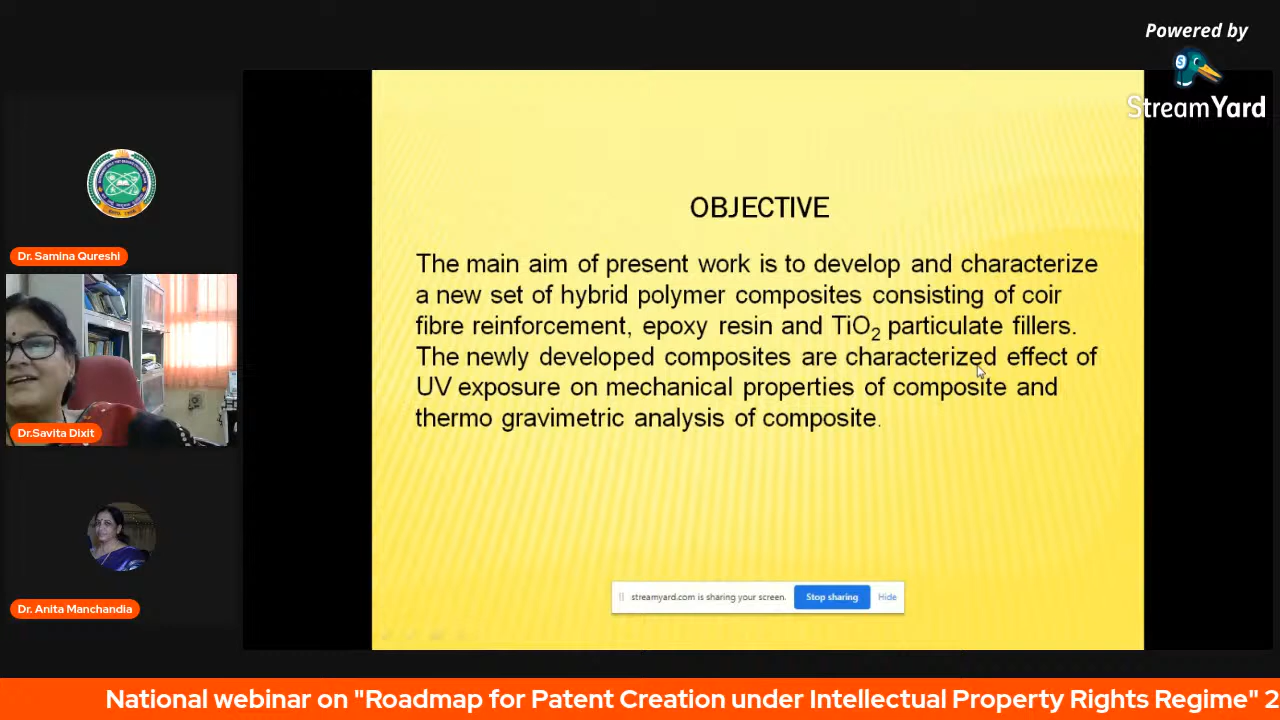 Powered by
StreamYard
Dr. Samina Qureshi
Dr.Savita Dixit
Dr. Anita Manchandia
OBJECTIVE
The main aim of present work is to develop and characterize
a new set of hybrid polymer composites consisting of coir
fibre reinforcement, epoxy resin and TiO₂ particulate fillers.
The newly developed composites are characterized effect of
UV exposure on mechanical properties of composite and
thermo gravimetric analysis of composite.
streamyard.com is sharing your screen. Stop sharing Hide
National webinar on "Roadmap for Patent Creation under Intellectual Property Rights Regime" 2